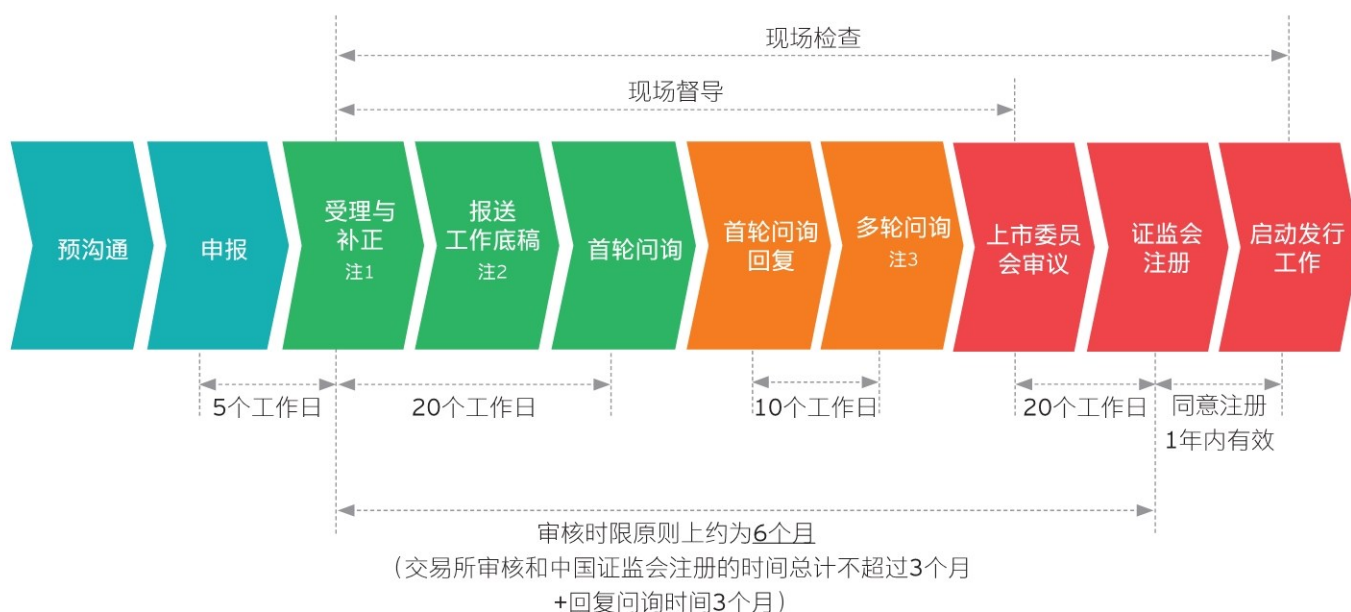 现场检查
现场督导
预沟通
申报
受理与
补正
注1
报送
工作底稿
注2
首轮问询
首轮问询
回复
多轮问询
注3
上市委员
会审议
证监会
注册
启动发行
工作
5个工作日
20个工作日
10个工作日
20个工作日
同意注册
1年内有效
审核时限原则上约为6个月
（交易所审核和中国证监会注册的时间总计不超过3个月
+回复问询时间3个月）